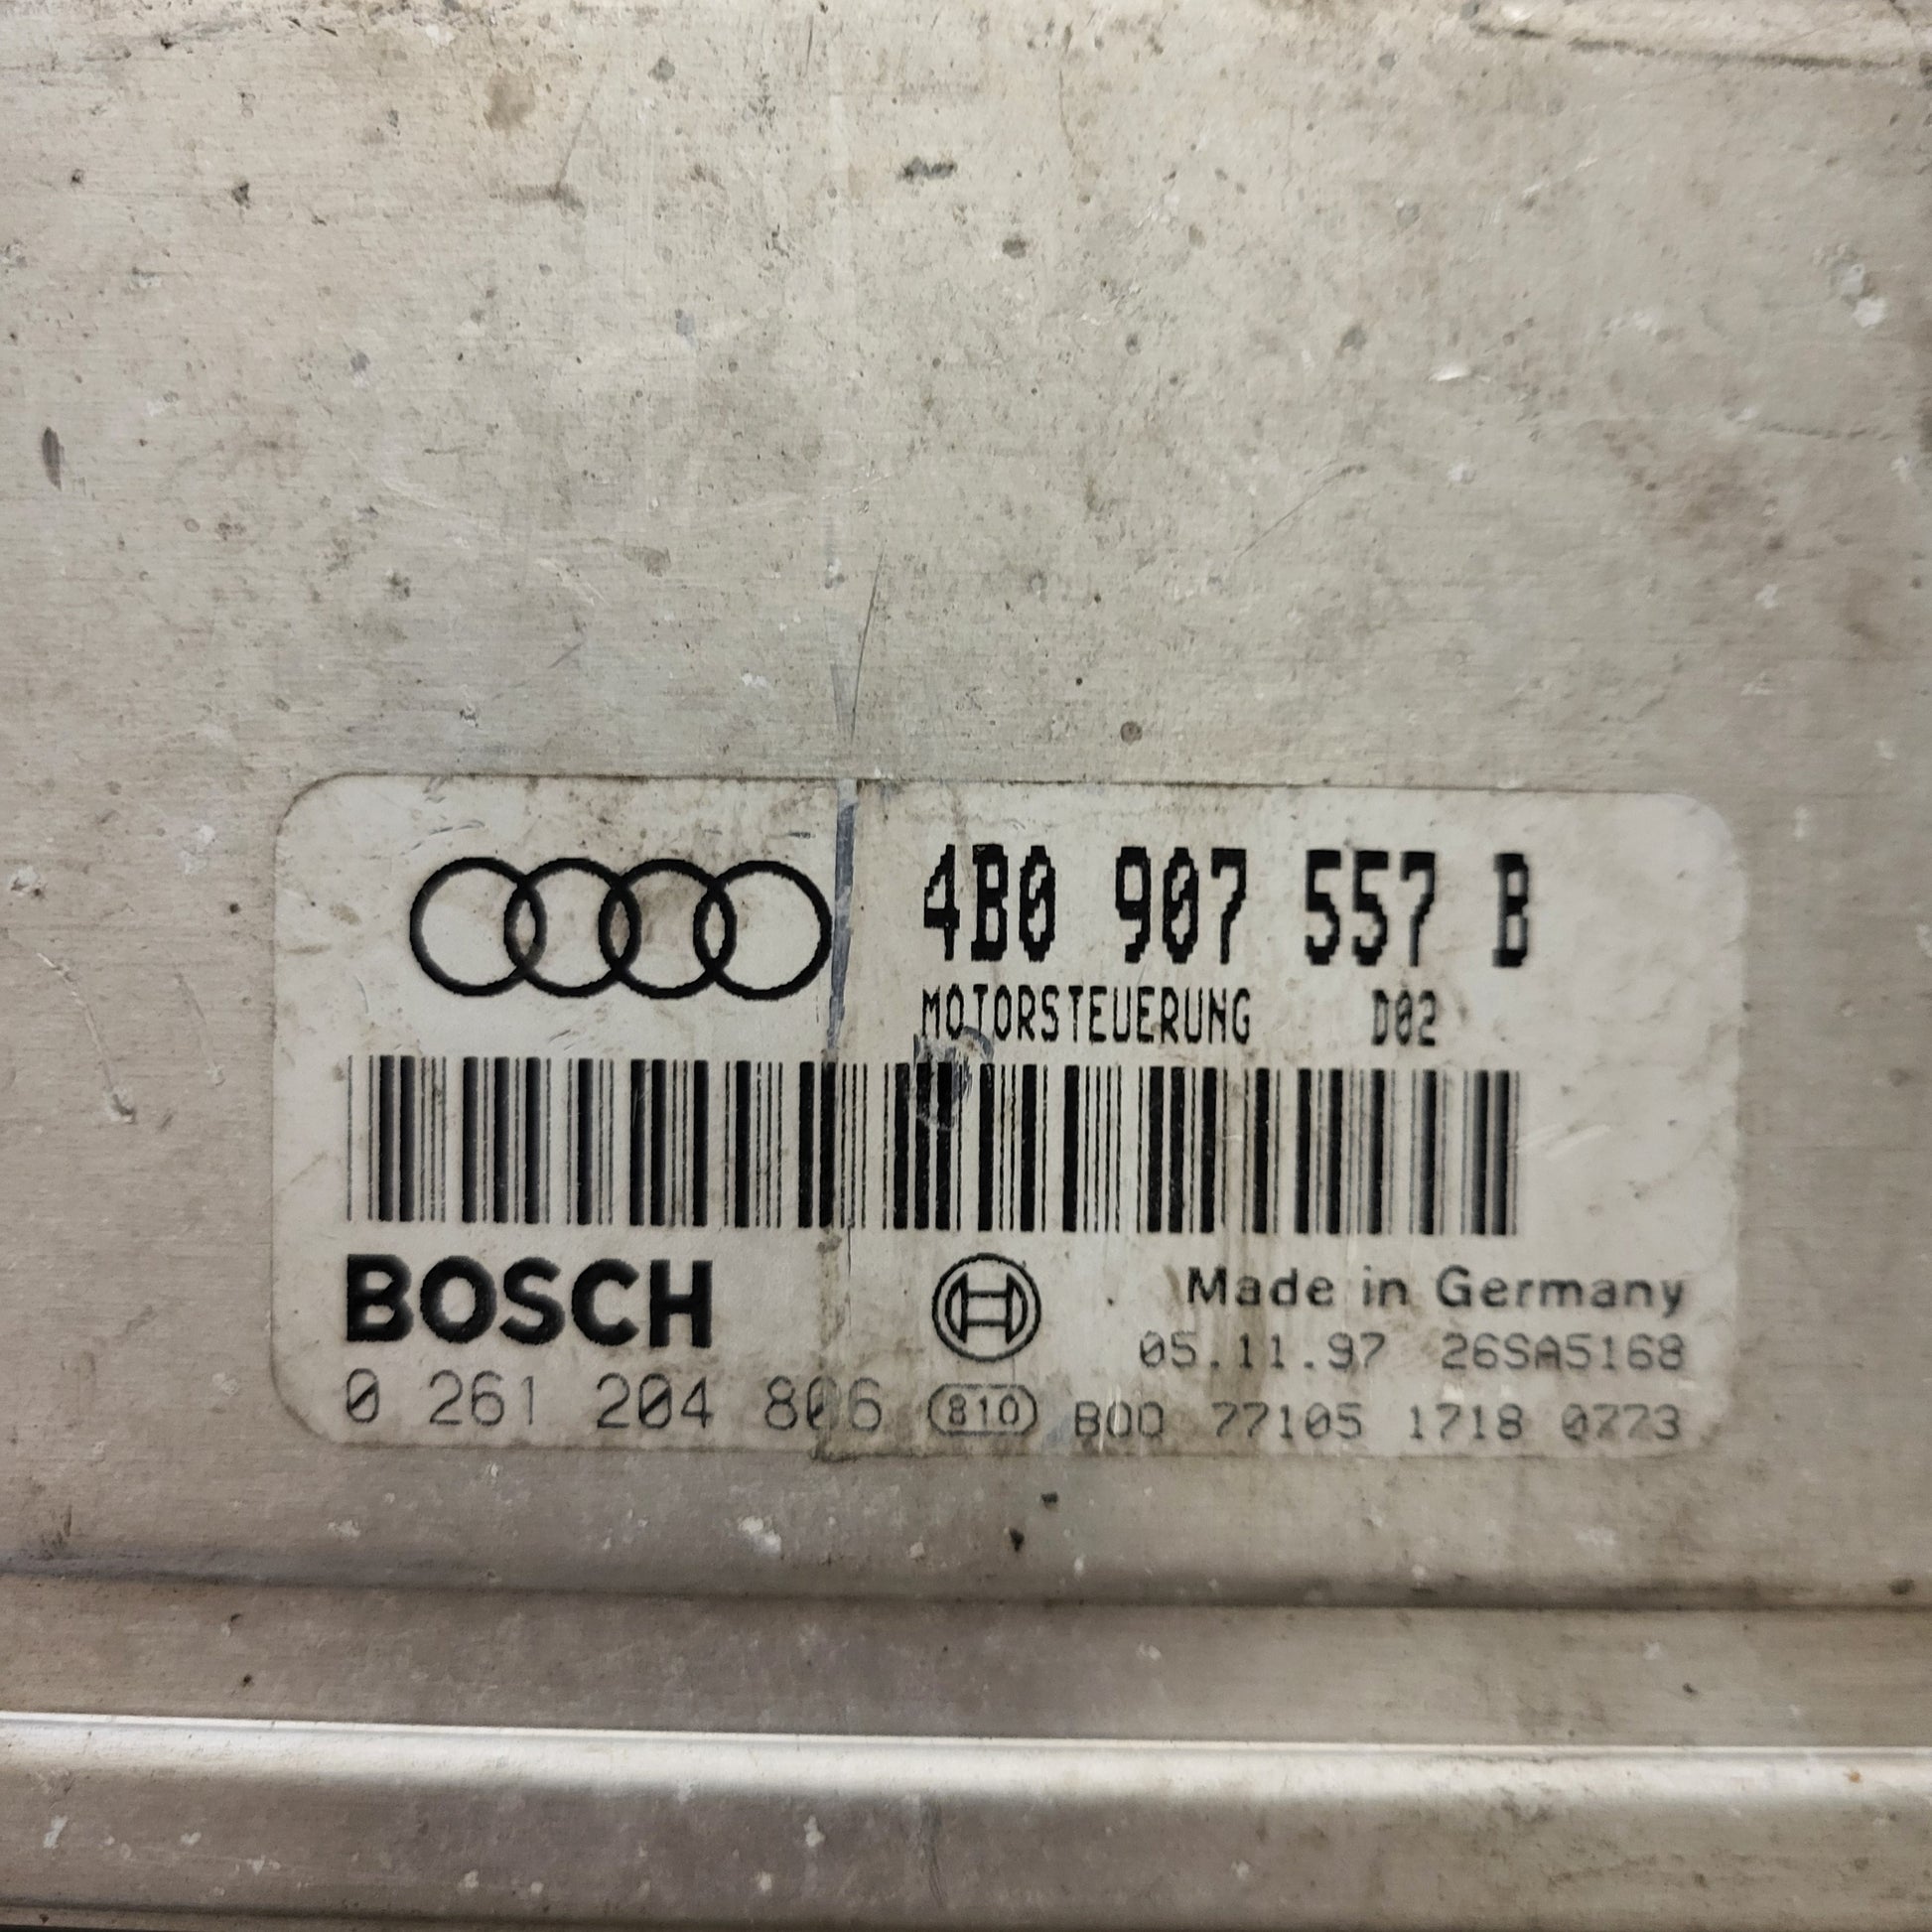 4B0 907 557 B
MOTORSTEUERUNG D02
BOSCH
Made in Germany
05.11.97 26SA5168
0 261 204 806 810 B00 77105 1718 0773